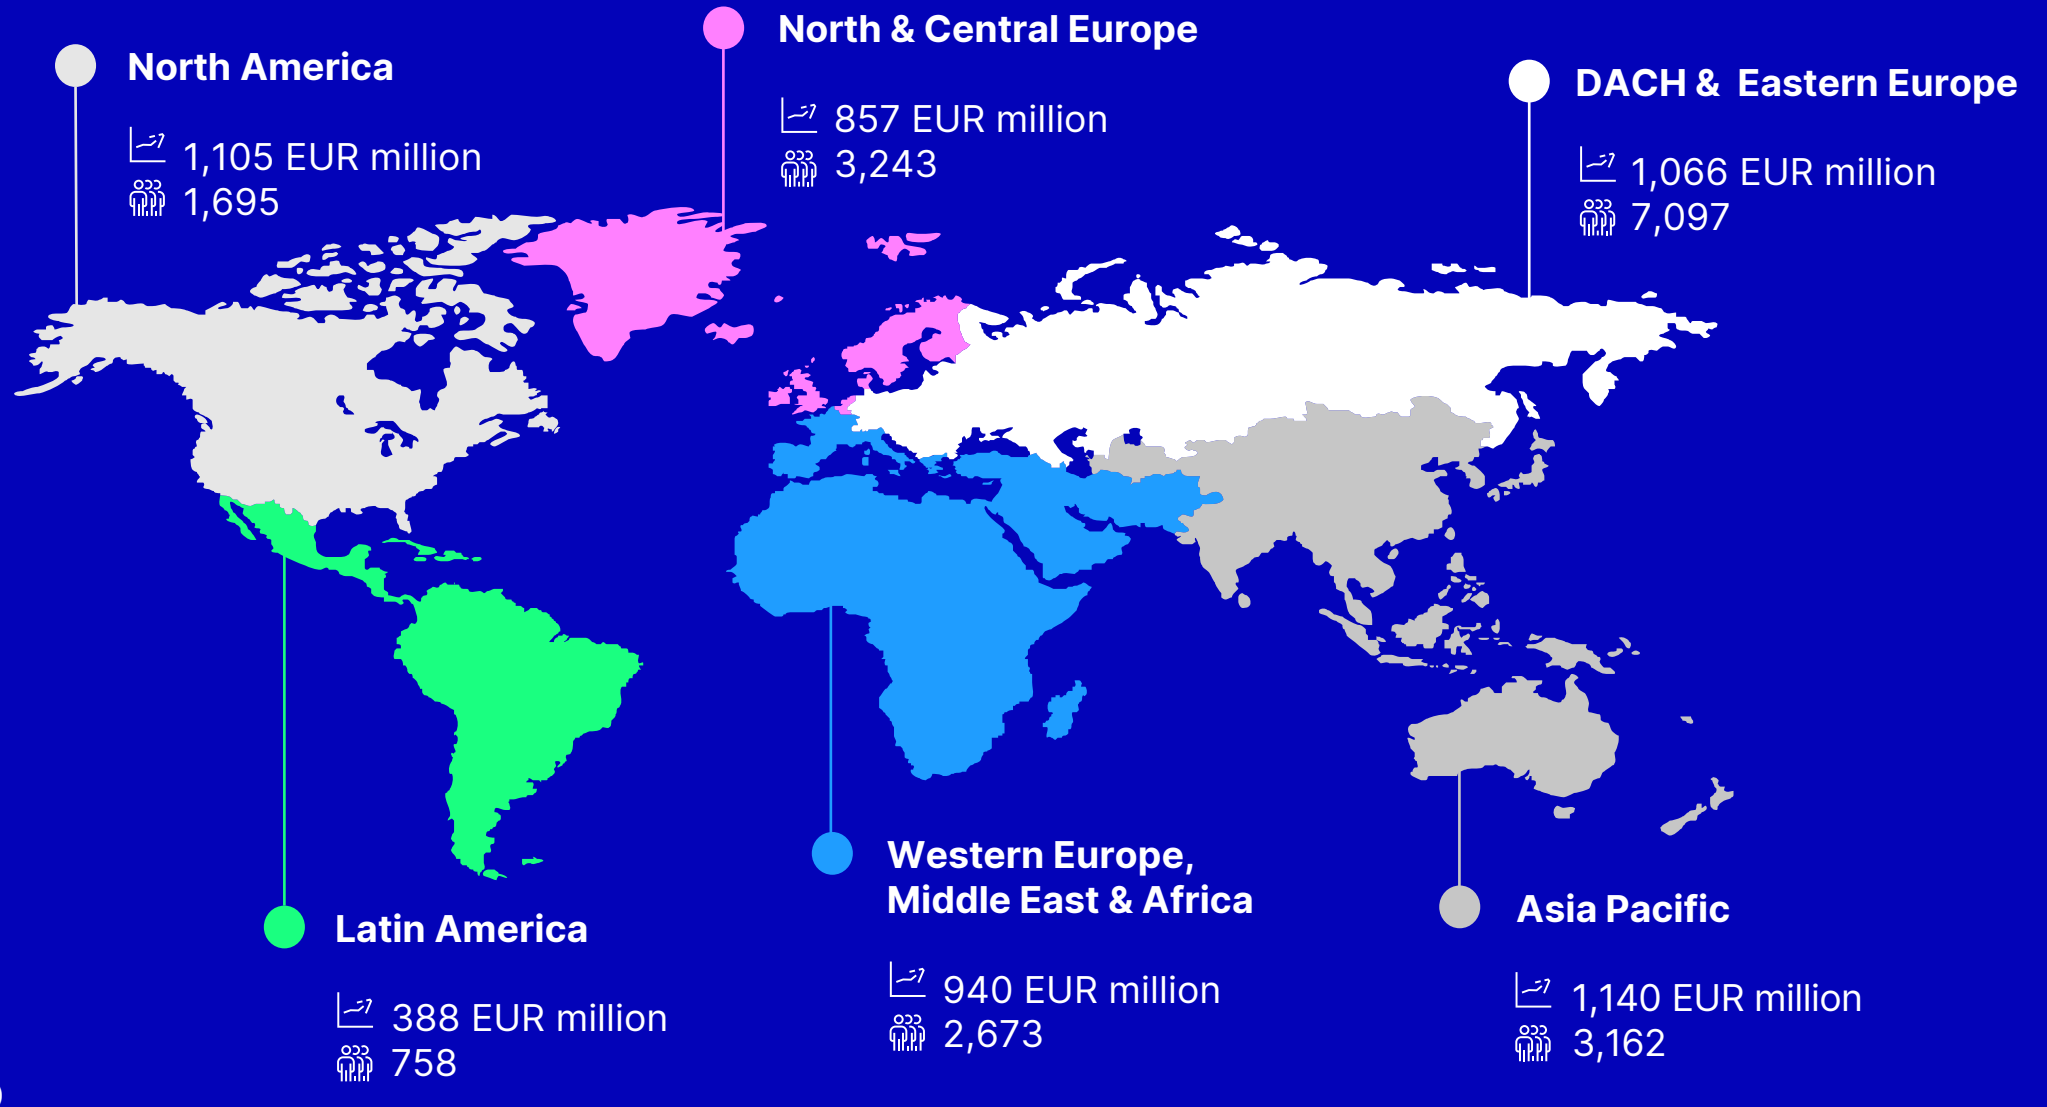 North America
1,105 EUR million
1,695
North & Central Europe
857 EUR million
3,243
DACH & Eastern Europe
1,066 EUR million
7,097
Latin America
388 EUR million
758
Western Europe,
Middle East & Africa
940 EUR million
2,673
Asia Pacific
1,140 EUR million
3,162